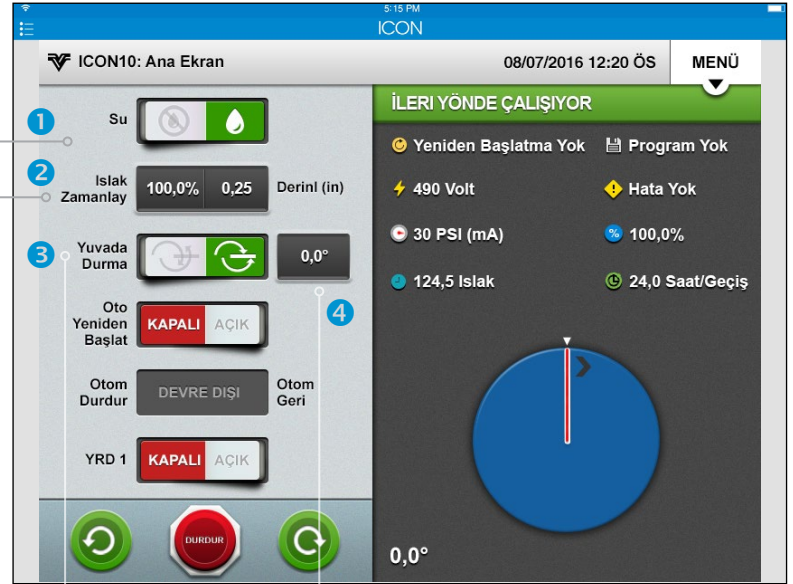 5:15 PM
ICON
ICON10: Ana Ekran
08/07/2016 12:20 ÖS
MENÜ
1
Su
2
Islak
Zamanlay
100,0%
0,25
Derinl (in)
3
Yuvada
Durma
0,0°
4
Oto
Yeniden
Başlat
KAPALI
AÇIK
Otom
Durdur
DEVRE DIŞI
Otom
Geri
YRD 1
KAPALI
AÇIK
DURDUR
İLERI YÖNDE ÇALIŞIYOR
Yeniden Başlatma Yok
Program Yok
490 Volt
Hata Yok
30 PSI (mA)
% 100,0%
124,5 Islak
24,0 Saat/Geçiş
0,0°